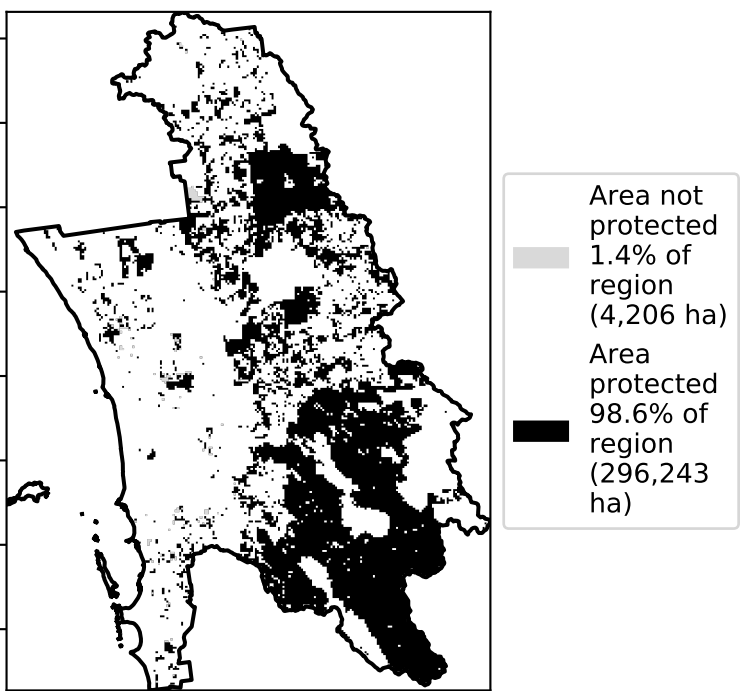 Area not
protected
1.4% of
region
(4,206 ha)
Area
protected
98.6% of
region
(296,243
ha)